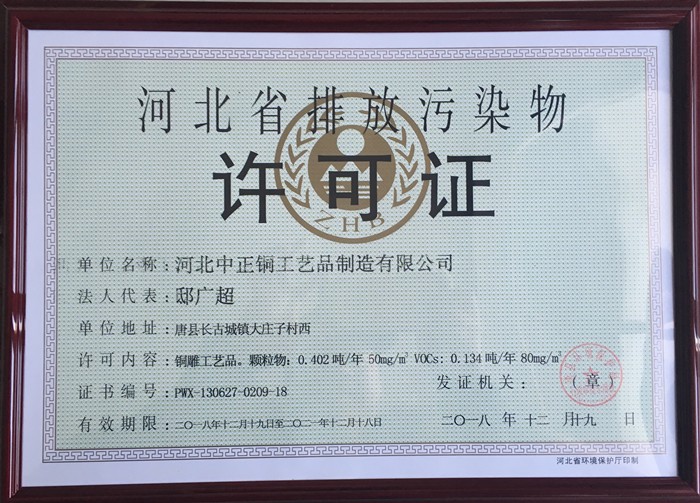 河北省排放污染物
许可证
ZHB
单位名称：河北中正铜工艺品制造有限公司
法人代表：邸广超
单位地址：唐县长古城镇大庄子村西
许可内容：铜雕工艺品。颗粒物：0.402吨/年 50mg/m³ VOCs: 0.134吨/年 80mg/m³
证书编号：PWX-130627-0209-18
发证机关：（章）
有效期限：二〇一八年十二月十九日至二〇二一年十二月十八日
二〇一八 年 十二 月十九 日
河北省环境保护厅印制